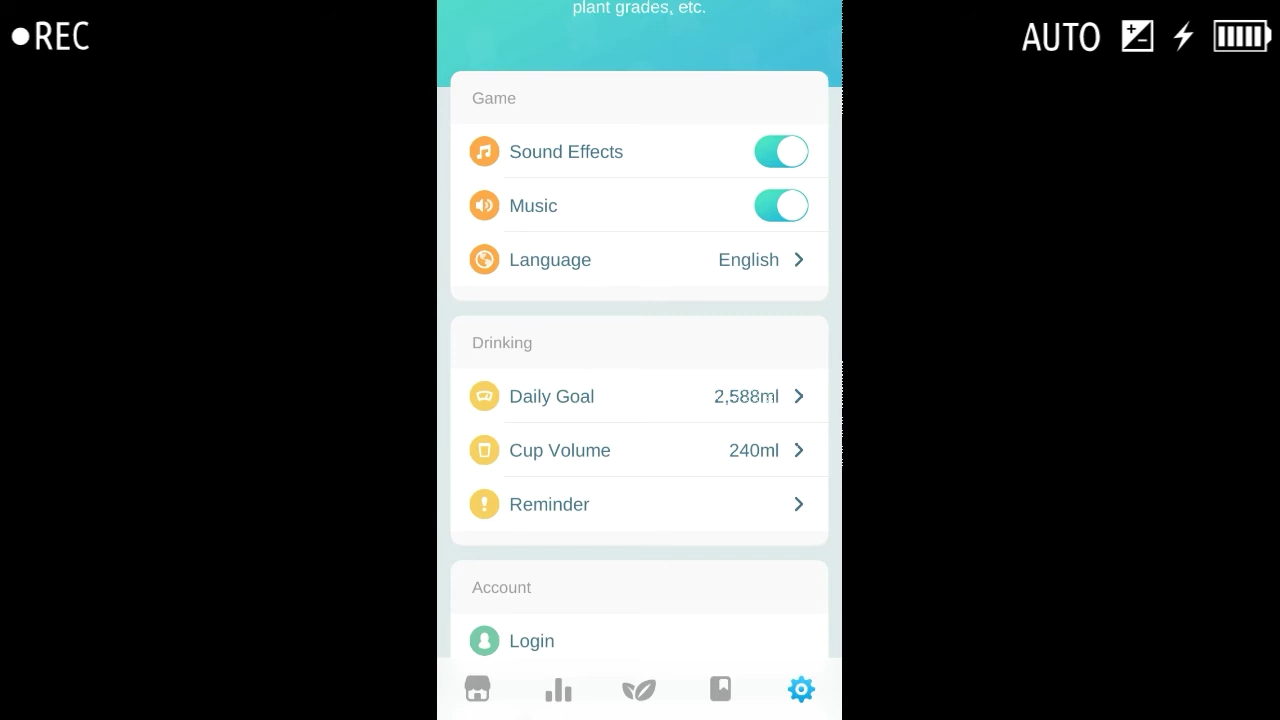 REC
AUTO
plant grades, etc.
Game
Sound Effects
Music
Language English
Drinking
Daily Goal 2,588ml
Cup Volume 240ml
Reminder
Account
Login